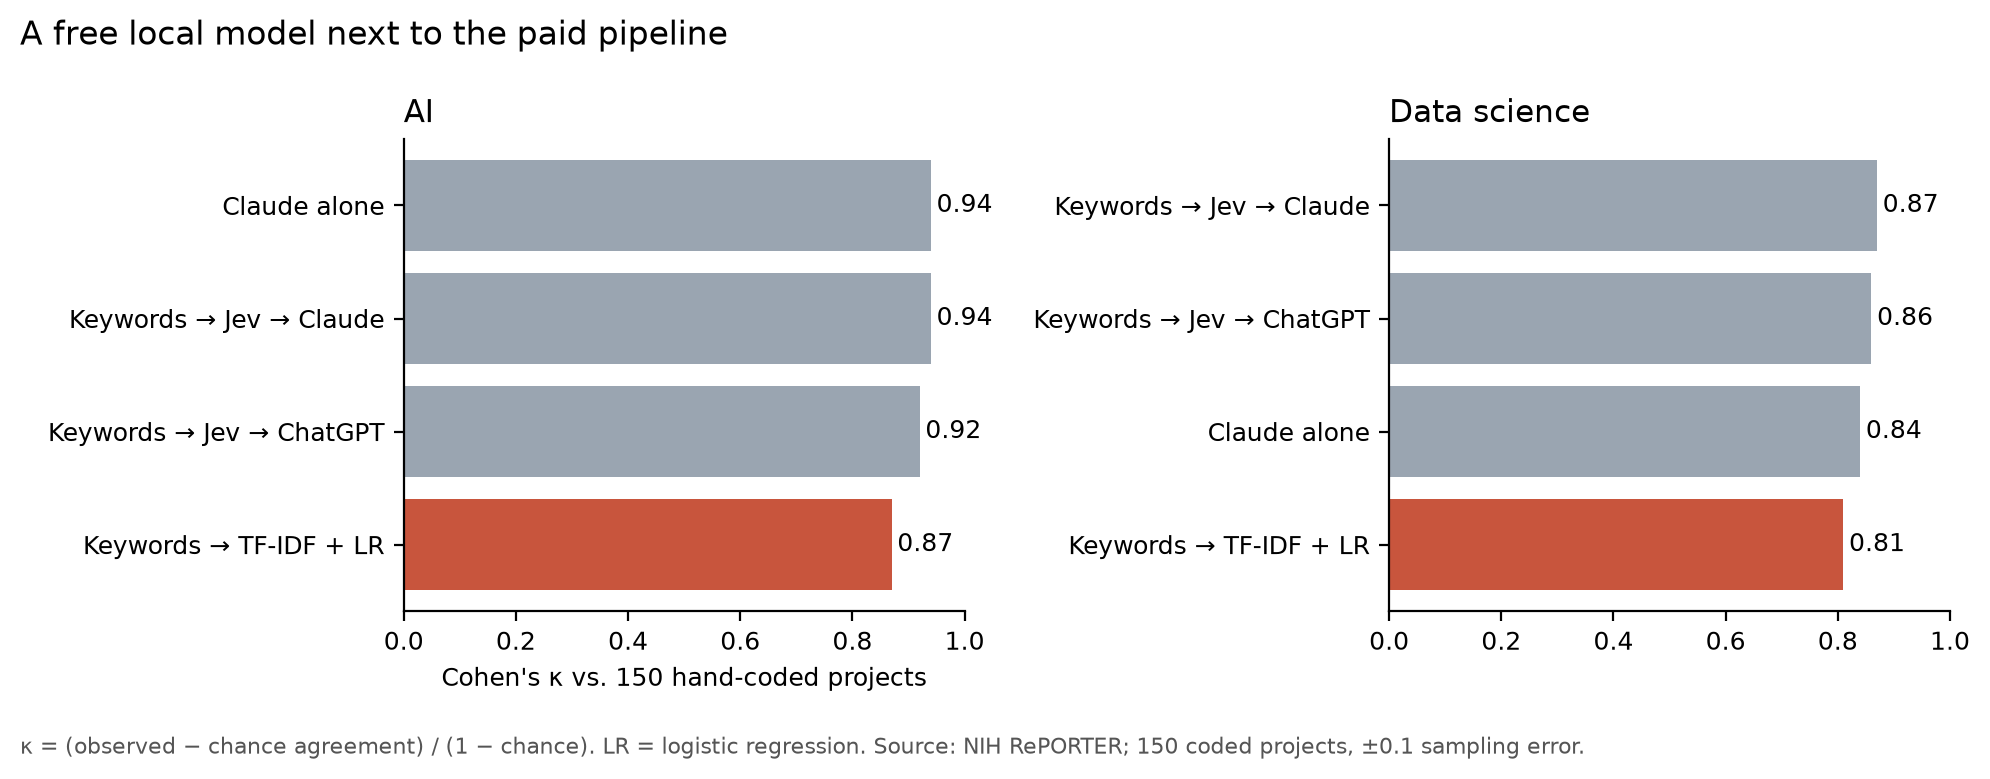 A free local model next to the paid pipeline
AI
Claude alone
0.94
Keywords → Jev → Claude
0.94
Keywords → Jev → ChatGPT
0.92
Keywords → TF-IDF + LR
0.87
0.0 0.2 0.4 0.6 0.8 1.0
Cohen's κ vs. 150 hand-coded projects
Data science
Keywords → Jev → Claude
0.87
Keywords → Jev → ChatGPT
0.86
Claude alone
0.84
Keywords → TF-IDF + LR
0.81
0.0 0.2 0.4 0.6 0.8 1.0
κ = (observed − chance agreement) / (1 − chance). LR = logistic regression. Source: NIH RePORTER; 150 coded projects, ±0.1 sampling error.